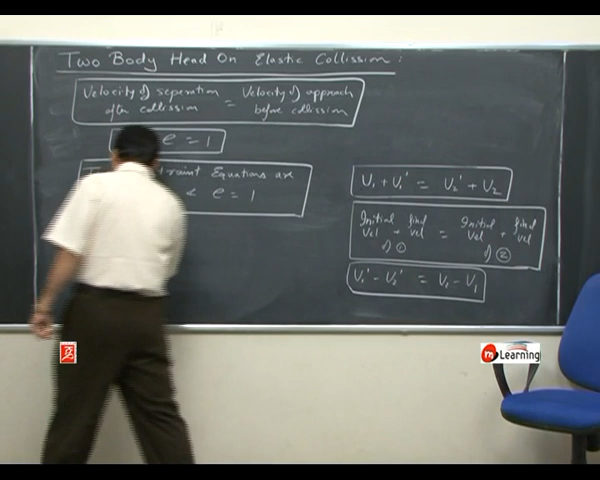 Two Body Head On Elastic Collission:
Velocity of seperation after collission = Velocity of approach before collission
e = 1
Equations are
e = 1
V₁ + V₁' = V₂' + V₂
Initial vel of ① + final vel = Initial vel of ② + final vel
V₁' - V₂' = V₂ - V₁
m Learning